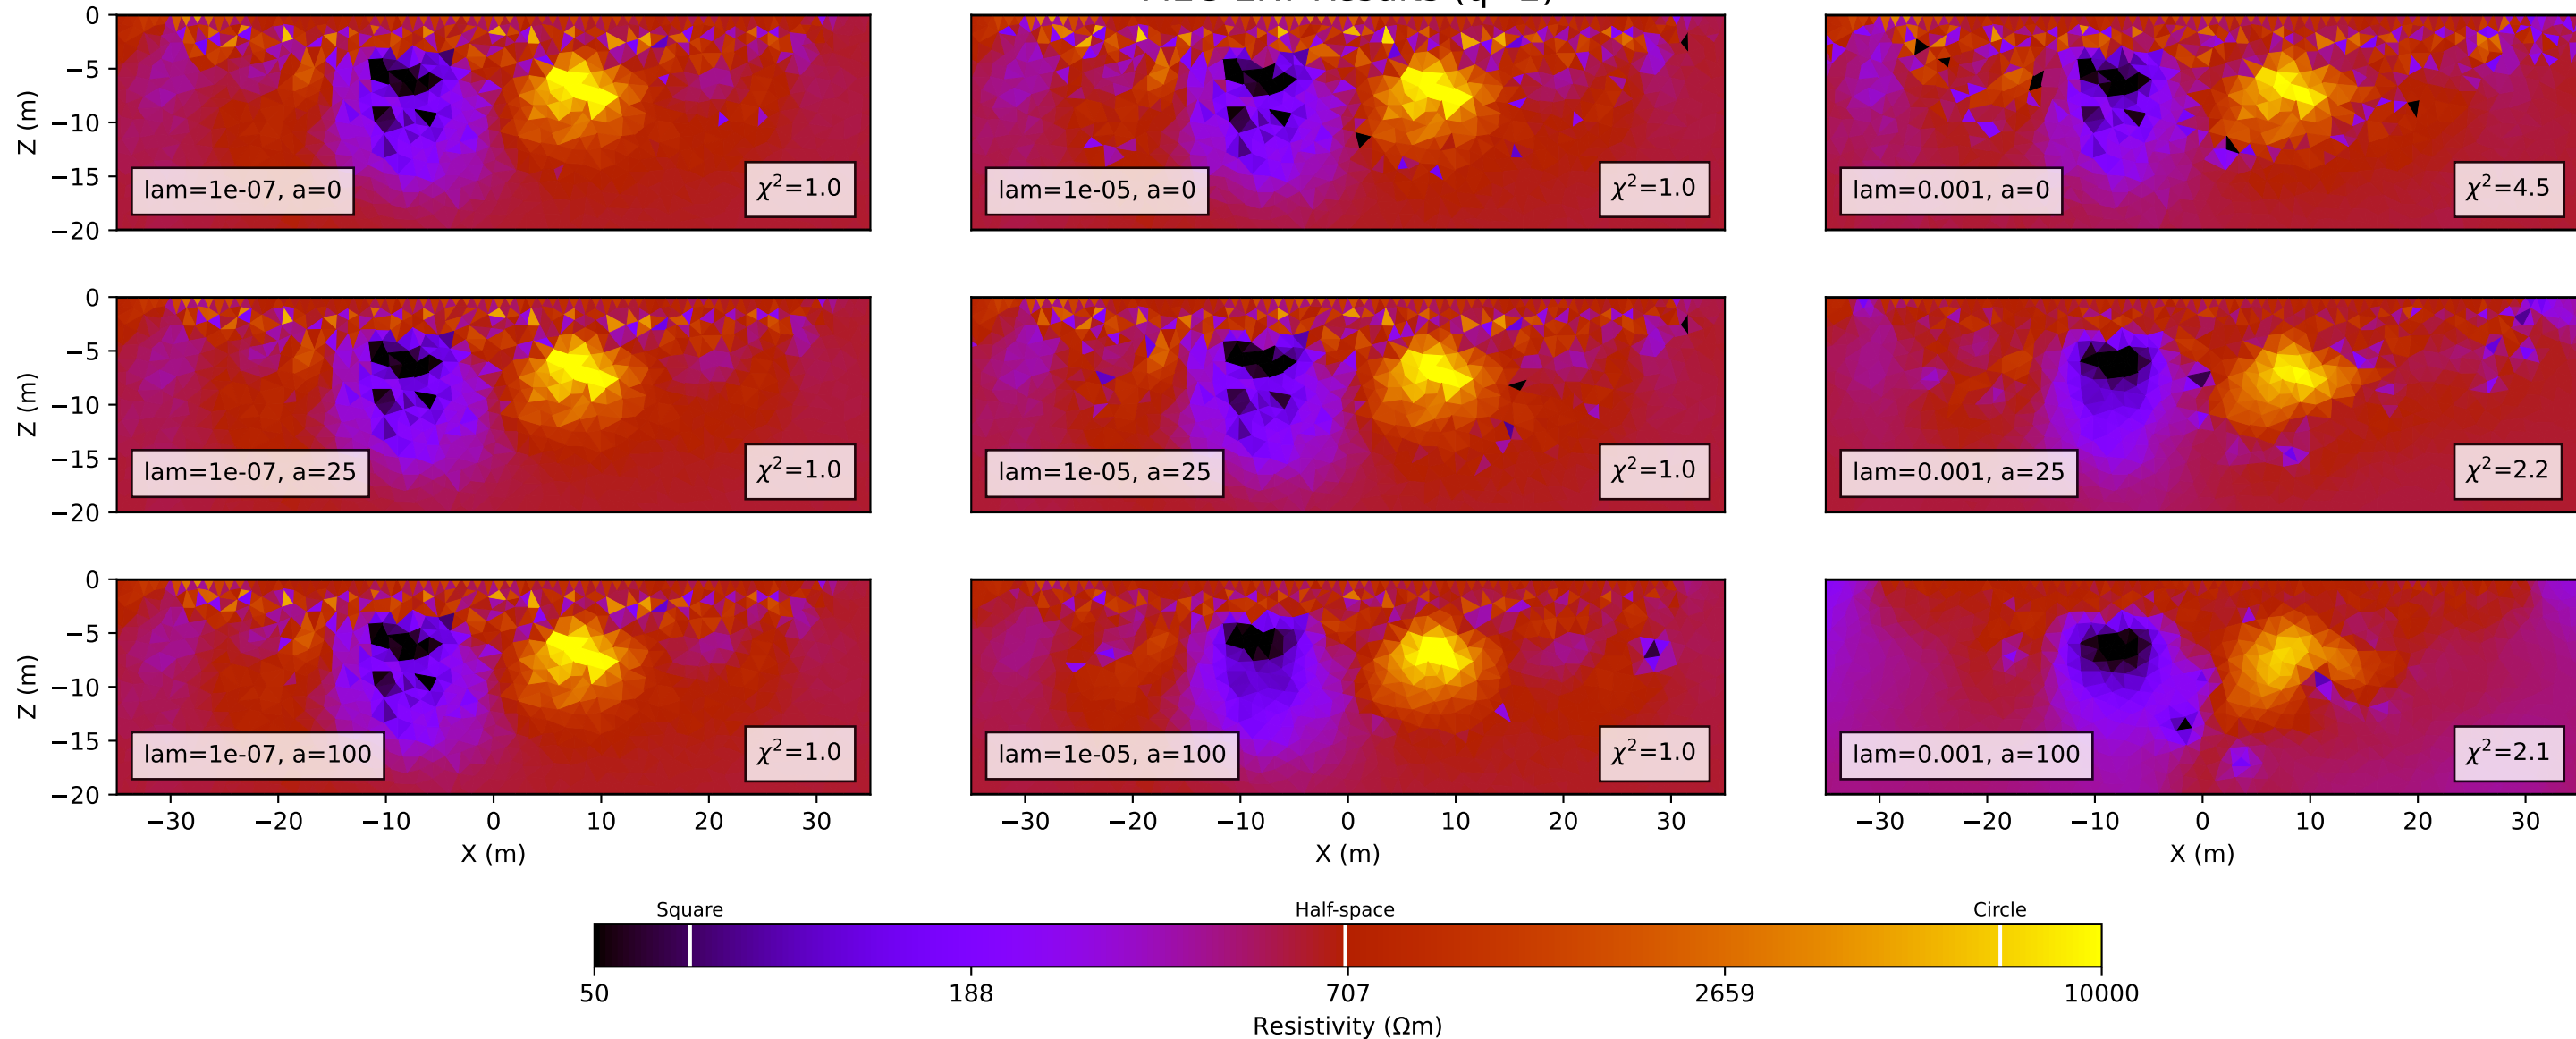 Results
0
−5
−10
−15
−20
Z (m)
lam=1e-07, a=0
χ²=1.0
lam=1e-05, a=0
χ²=1.0
lam=0.001, a=0
χ²=4.5
0
−5
−10
−15
−20
Z (m)
lam=1e-07, a=25
χ²=1.0
lam=1e-05, a=25
χ²=1.0
lam=0.001, a=25
χ²=2.2
0
−5
−10
−15
−20
Z (m)
lam=1e-07, a=100
χ²=1.0
lam=1e-05, a=100
χ²=1.0
lam=0.001, a=100
χ²=2.1
−30 −20 −10 0 10 20 30
X (m)
−30 −20 −10 0 10 20 30
X (m)
−30 −20 −10 0 10 20 30
X (m)
Square Half-space Circle
50 188 707 2659 10000
Resistivity (Ωm)